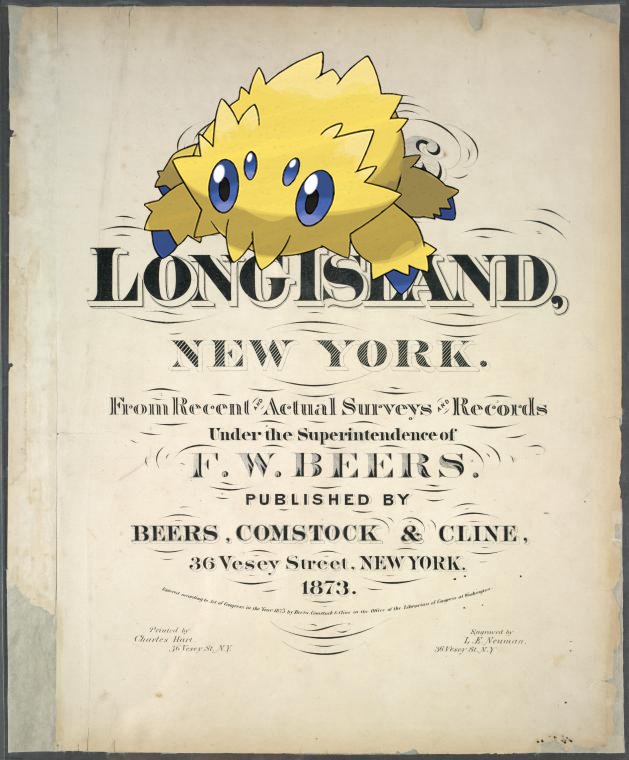 LONG ISLAND,
NEW YORK.
From Recent AND Actual Surveys AND Records
Under the Superintendence of
F. W. BEERS.
PUBLISHED BY
BEERS, COMSTOCK & CLINE,
36 Vesey Street, NEW YORK.
1873.
Entered according to Act of Congress in the Year 1873 by Beers, Comstock & Cline in the Office of the Librarian of Congress at Washington.
Printed by
Charles Hart.
36 Vesey St. N.Y.
Engraved by
L. E. Neuman.
36 Vesey St. N.Y